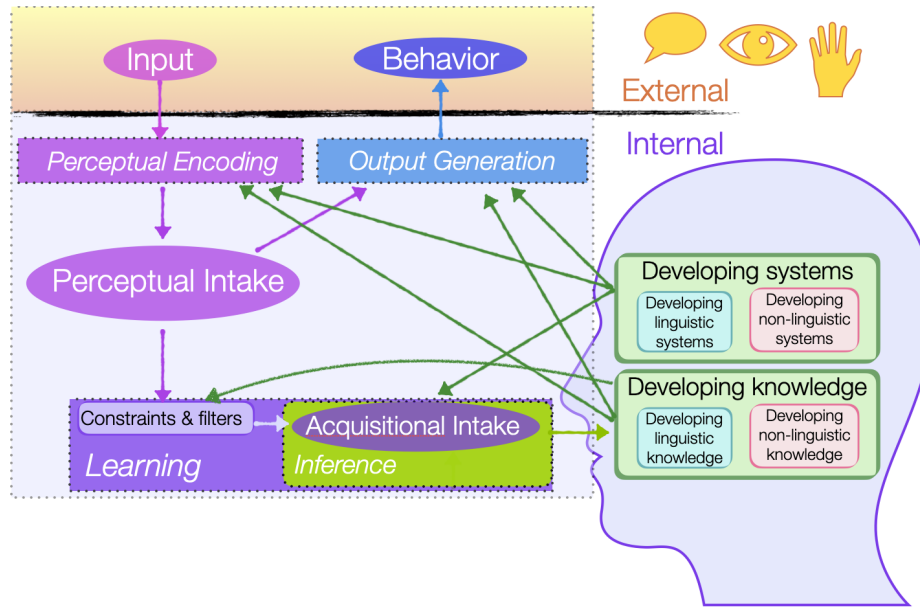 Input
Behavior
External
Internal
Perceptual Encoding
Output Generation
Perceptual Intake
Developing systems
Developing
linguistic
systems
Developing
non-linguistic
systems
Developing knowledge
Developing
linguistic
knowledge
Developing
non-linguistic
knowledge
Constraints & filters
Acquisitional Intake
Learning
Inference